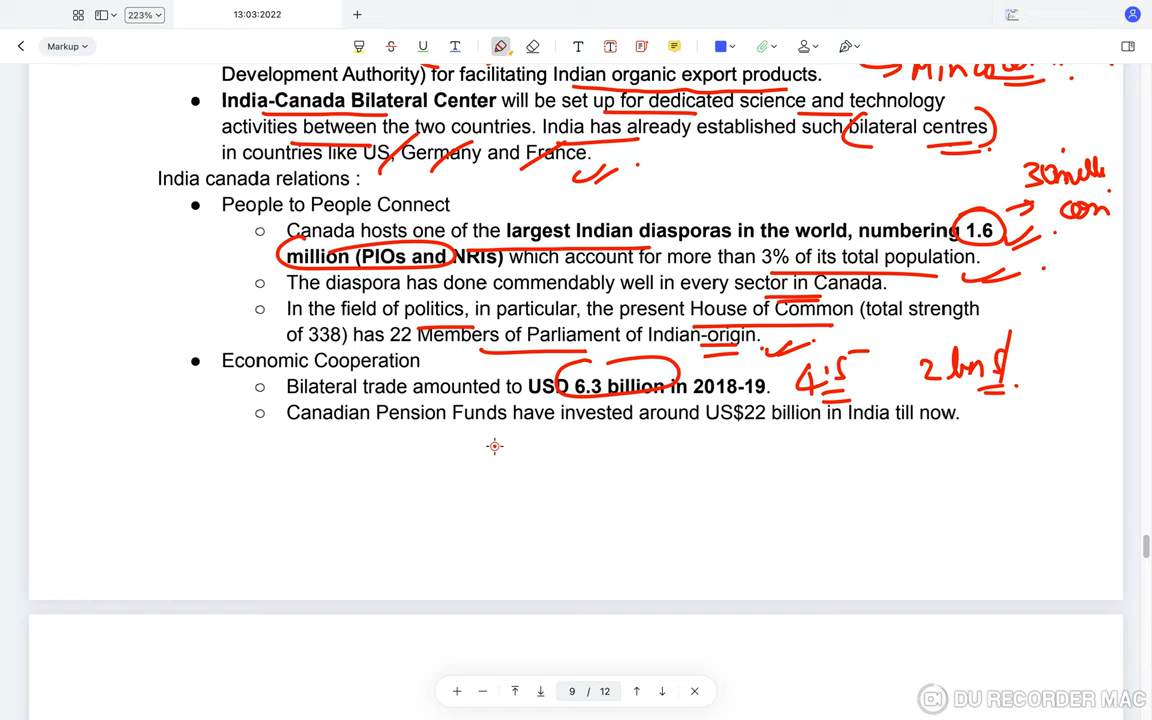 223%
13:03:2022
Markup
Development Authority) for facilitating Indian organic export products.
● India-Canada Bilateral Center will be set up for dedicated science and technology
activities between the two countries. India has already established such bilateral centres
in countries like US, Germany and France.
India canada relations :
● People to People Connect
○ Canada hosts one of the largest Indian diasporas in the world, numbering 1.6
million (PIOs and NRIs) which account for more than 3% of its total population.
○ The diaspora has done commendably well in every sector in Canada.
○ In the field of politics, in particular, the present House of Common (total strength
of 338) has 22 Members of Parliament of Indian-origin.
● Economic Cooperation
○ Bilateral trade amounted to USD 6.3 billion in 2018-19.
2 bn $
○ Canadian Pension Funds have invested around US$22 billion in India till now.
9 / 12
DU RECORDER MAC